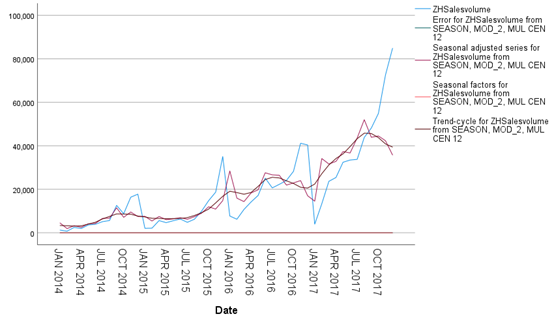 100,000
80,000
60,000
40,000
20,000
0
JAN 2014
APR 2014
JUL 2014
OCT 2014
JAN 2015
APR 2015
JUL 2015
OCT 2015
JAN 2016
APR 2016
JUL 2016
OCT 2016
JAN 2017
APR 2017
JUL 2017
OCT 2017
Date
ZHSalesvolume
Error for ZHSalesvolume from
SEASON, MOD_2, MUL CEN
12
Seasonal adjusted series for
ZHSalesvolume from
SEASON, MOD_2, MUL CEN
12
Seasonal factors for
ZHSalesvolume from
SEASON, MOD_2, MUL CEN
12
Trend-cycle for ZHSalesvolume
from SEASON, MOD_2, MUL
CEN 12